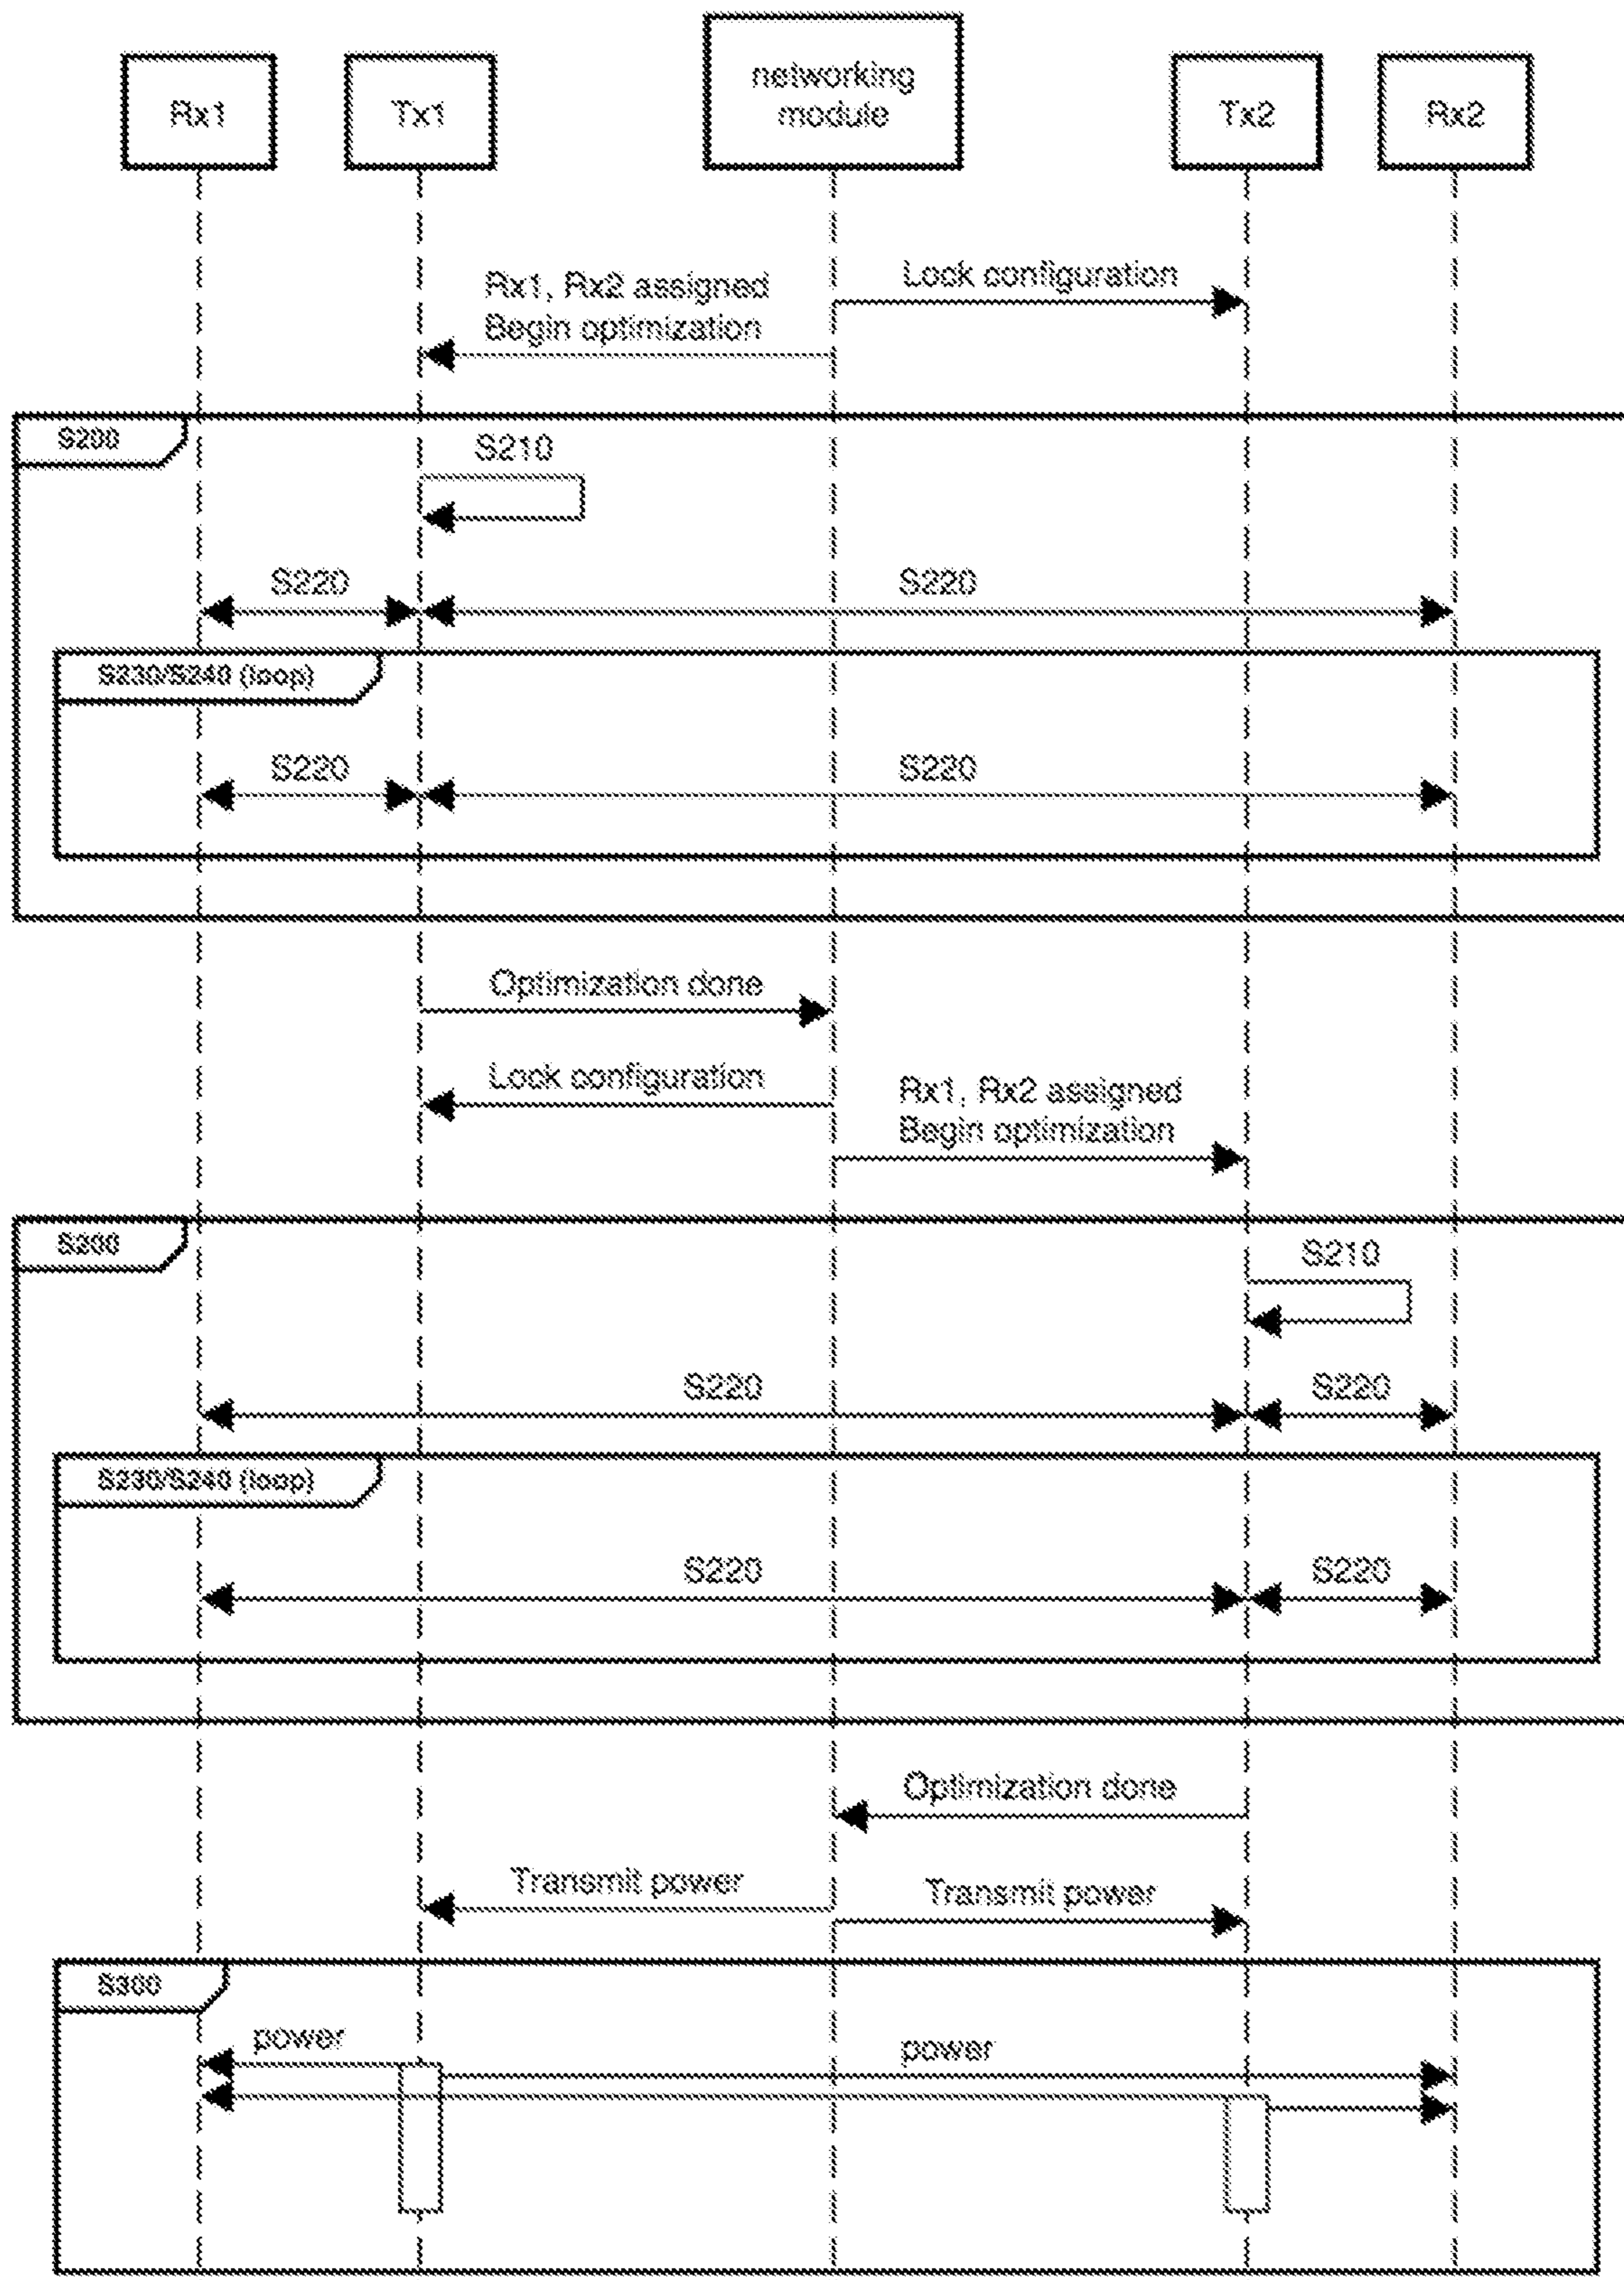 Rx1
Tx1
networking
module
Tx2
Rx2
Lock configuration
Rx1, Rx2 assigned
Begin optimization
S200
S210
S220
S220
S230/S240 (loop)
S220
S220
Optimization done
Lock configuration
Rx1, Rx2 assigned
Begin optimization
S200
S210
S220
S220
S230/S240 (loop)
S220
S220
Optimization done
Transmit power
Transmit power
S300
power
power